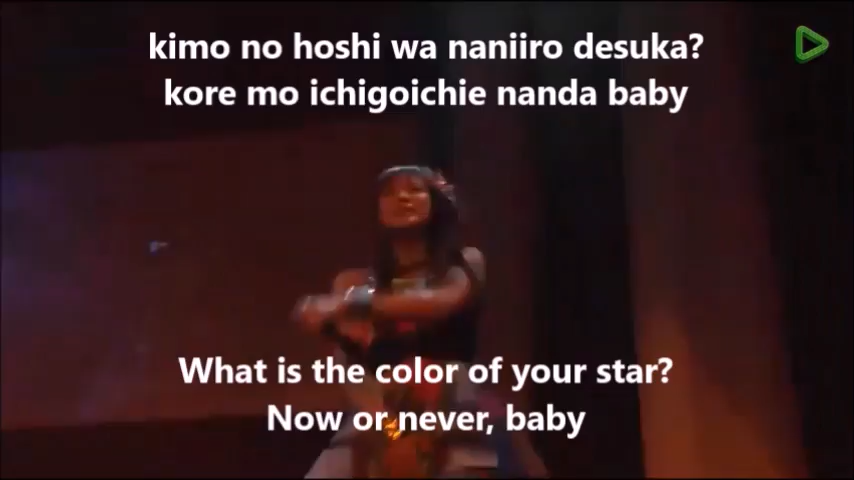 kimo no hoshi wa naniiro desuka?
kore mo ichigoichie nanda baby
What is the color of your star?
Now or never, baby